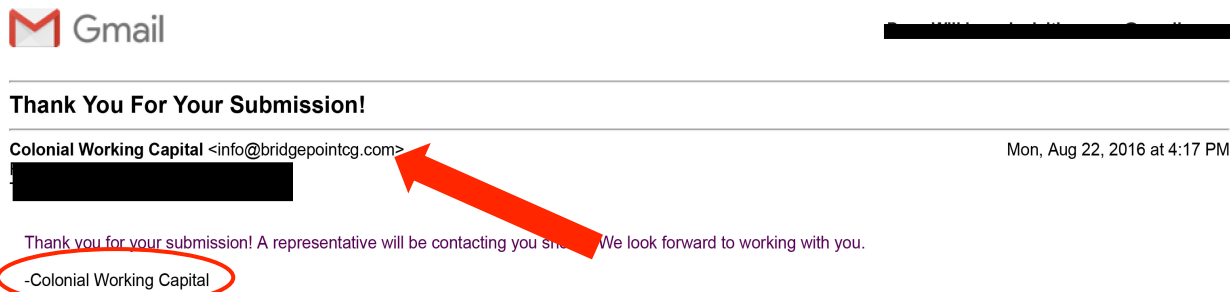 Gmail
Thank You For Your Submission!
Colonial Working Capital <info@bridgepointcg.com> Mon, Aug 22, 2016 at 4:17 PM
Thank you for your submission! A representative will be contacting you We look forward to working with you.
-Colonial Working Capital